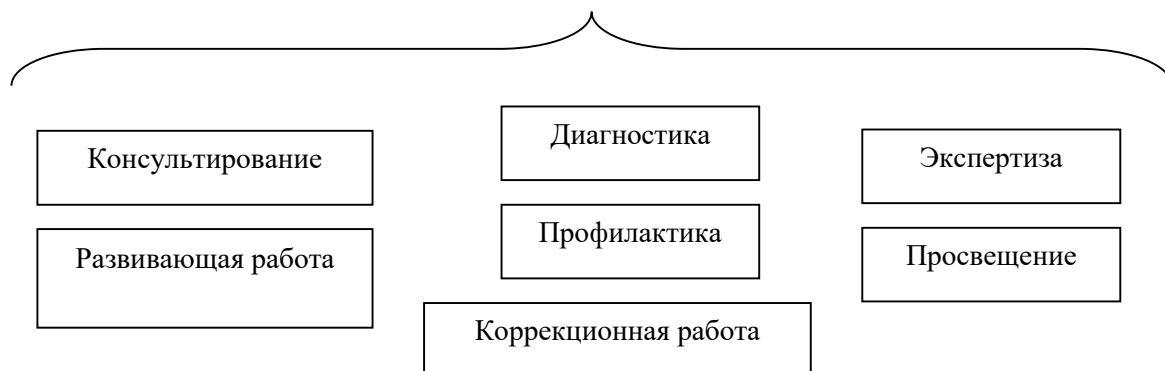 Консультирование
Развивающая работа
Диагностика
Профилактика
Коррекционная работа
Экспертиза
Просвещение